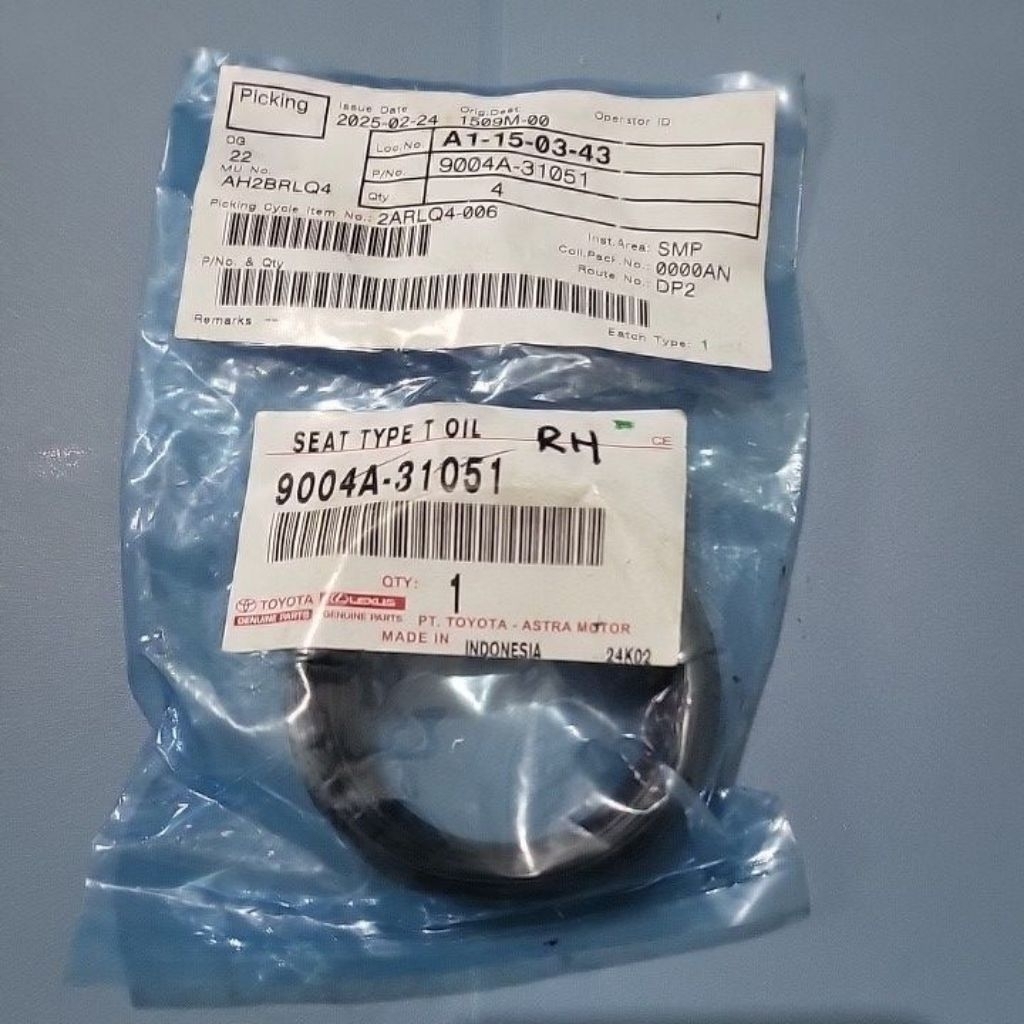 Picking
Issue Date
2025-02-24
Orig.Dest
1509M-00
Operator ID
OG
22
Loc.No. A1-15-03-43
P/No. 9004A-31051
Qty 4
MU No.
AH2BRLQ4
Picking Cycle Item No.: 2ARLQ4-006
Inst.Area: SMP
Coll.Pack.No.: 0000AN
Route No.: DP2
P/No. & Qty
Remarks --
Eatch Type: 1
SEAT TYPE T OIL
RH
CE
9004A-31051
QTY: 1
TOYOTA
GENUINE PARTS
LEXUS
GENUINE PARTS
PT. TOYOTA - ASTRA MOTOR
MADE IN INDONESIA
24K02